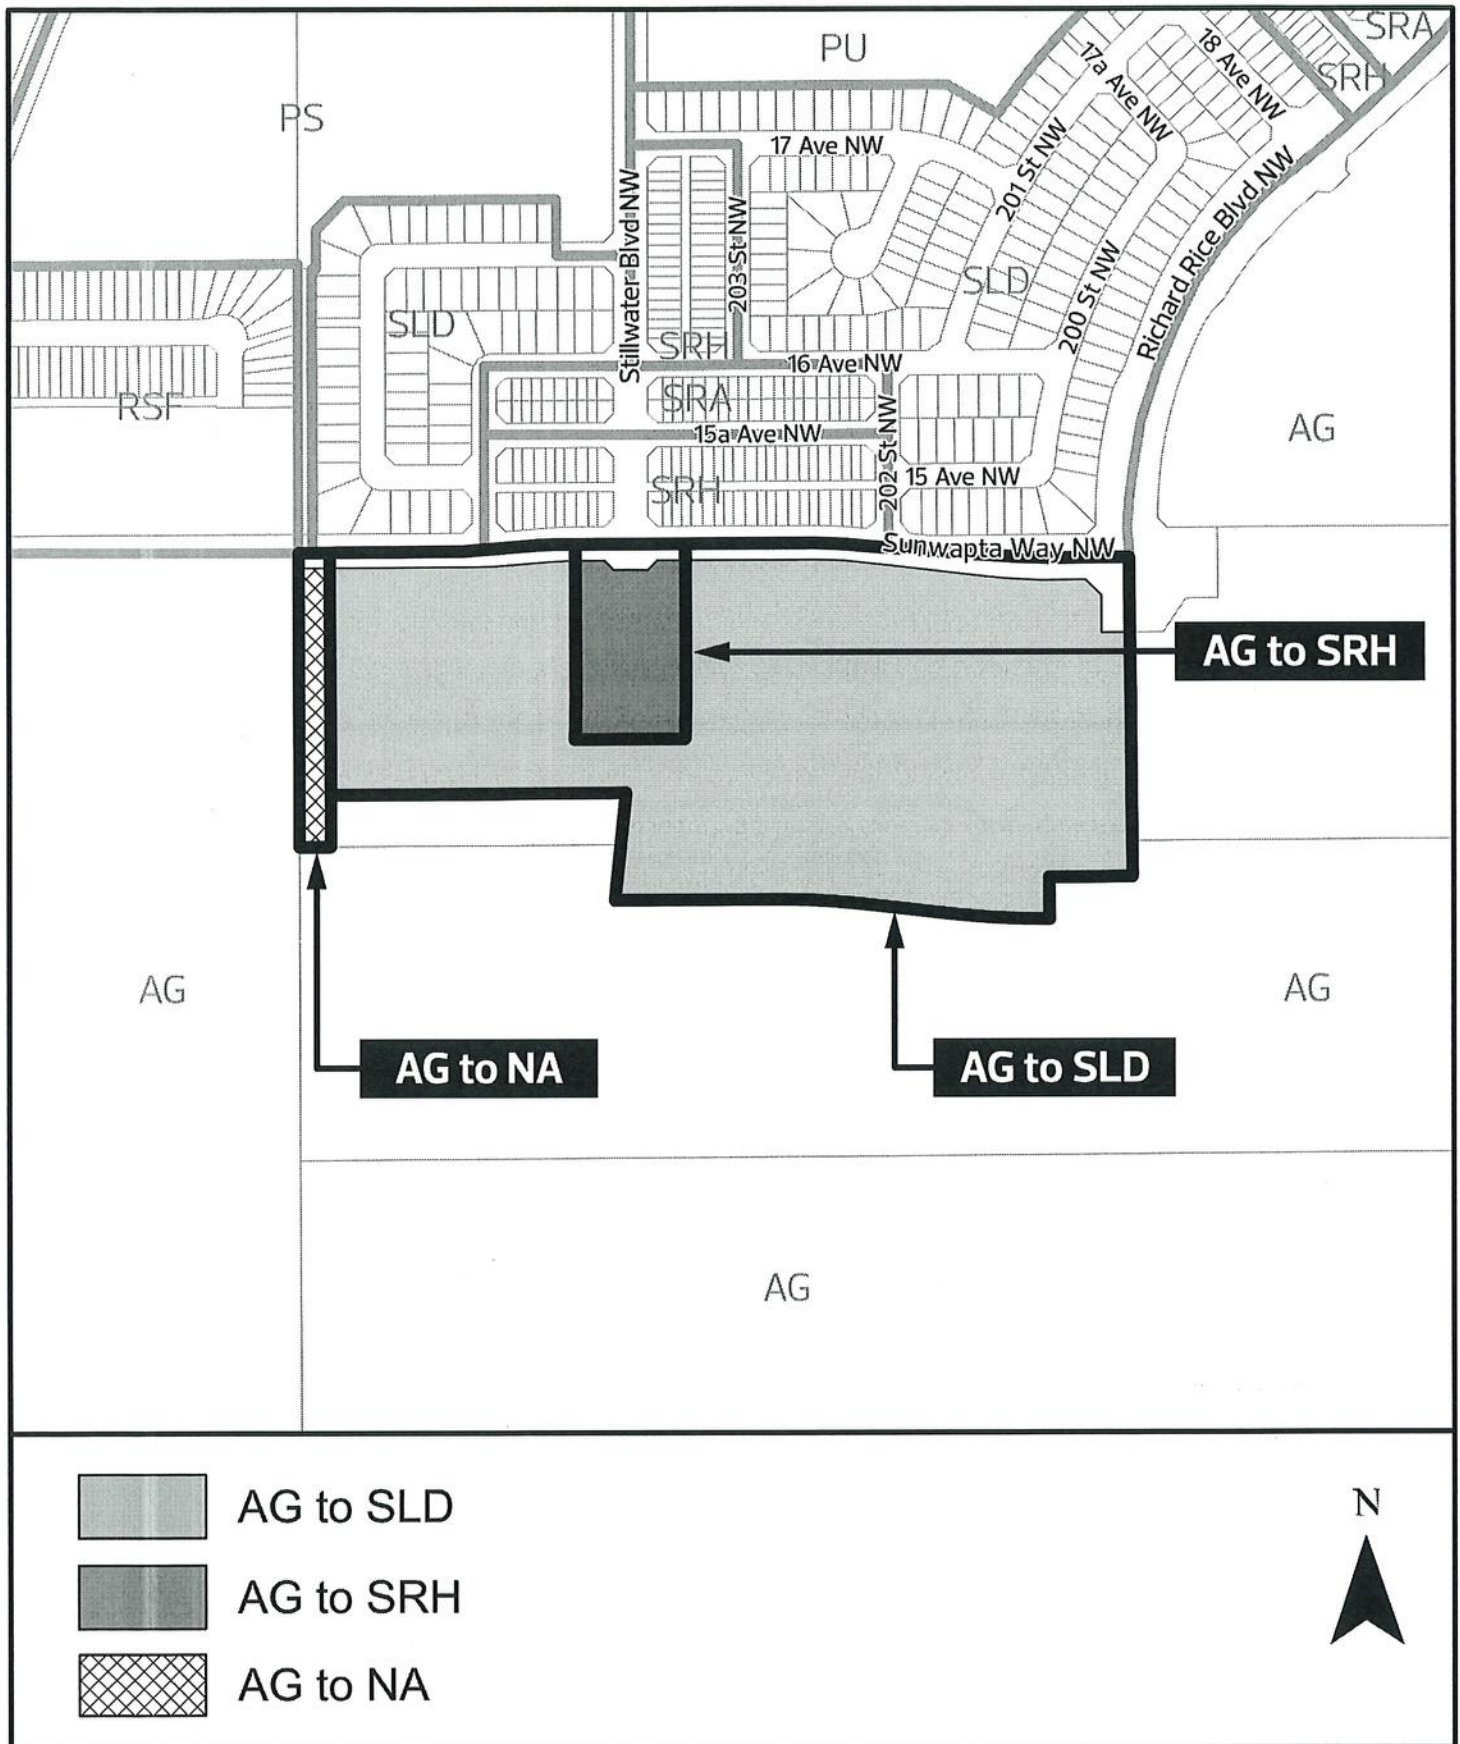 SRA
PU
18 Ave NW
17a Ave NW
SRH
PS
17 Ave NW
201 St NW
Stillwater Blvd NW
203 St NW
Richard Rice Blvd NW
SLD
200 St NW
SLD
SRH
16 Ave NW
RSF
SRA
AG
15a Ave NW
202 St NW
15 Ave NW
SRH
Sunwapta Way NW
AG to SRH
AG
AG
AG to NA
AG to SLD
AG
AG to SLD
N
AG to SRH
AG to NA